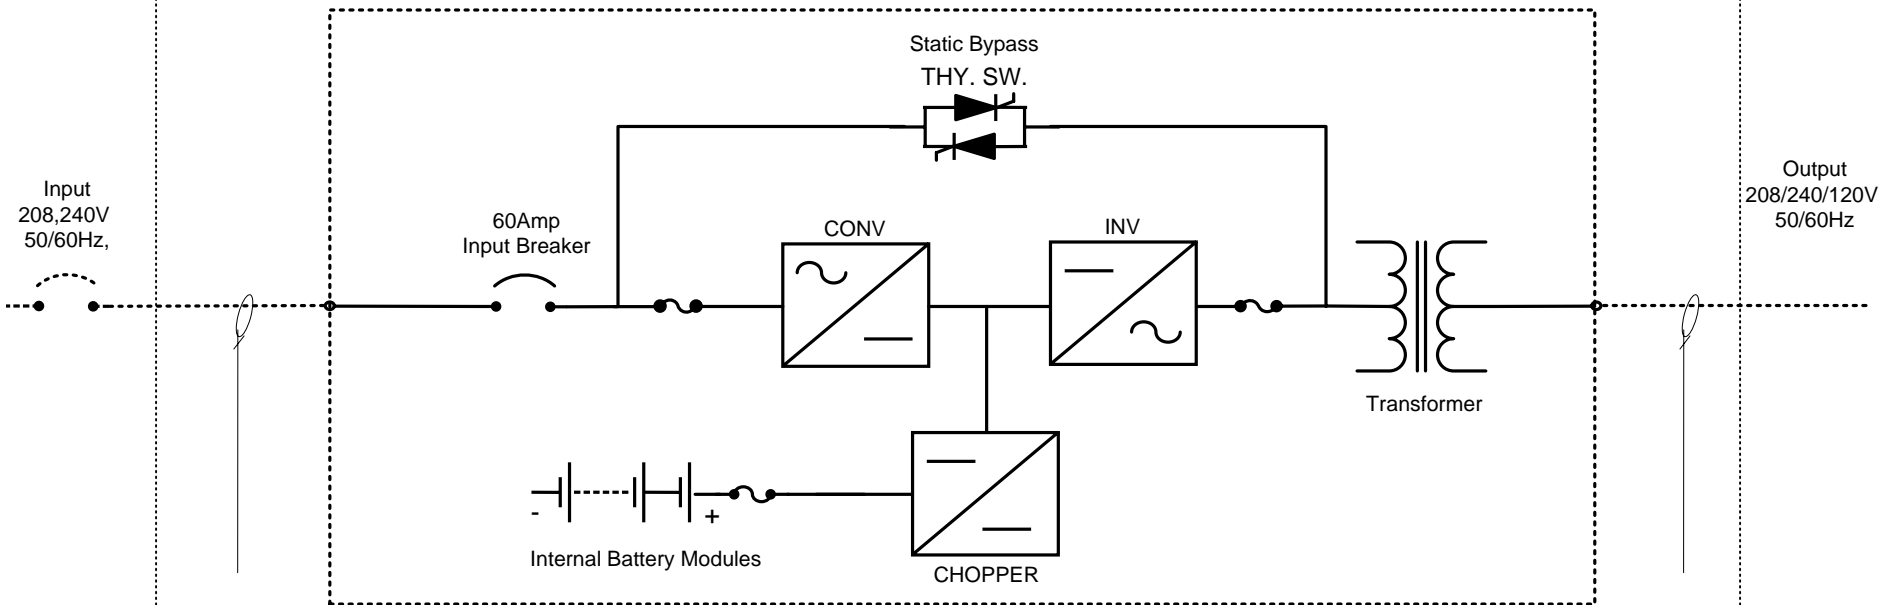 Static Bypass
THY. SW.
Input
208,240V
50/60Hz,
60Amp
Input Breaker
CONV
INV
Output
208/240/120V
50/60Hz
Transformer
-
+
Internal Battery Modules
CHOPPER